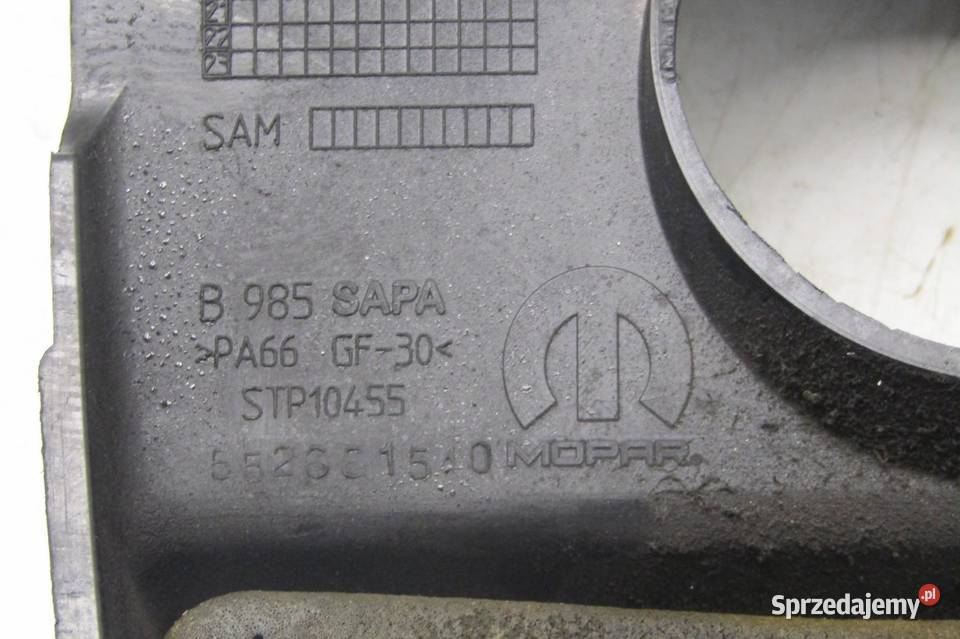 SAM
B 985 SAPA
>PA66 GF-30<
STP10455
MOPAR®
Sprzedajemy.pl